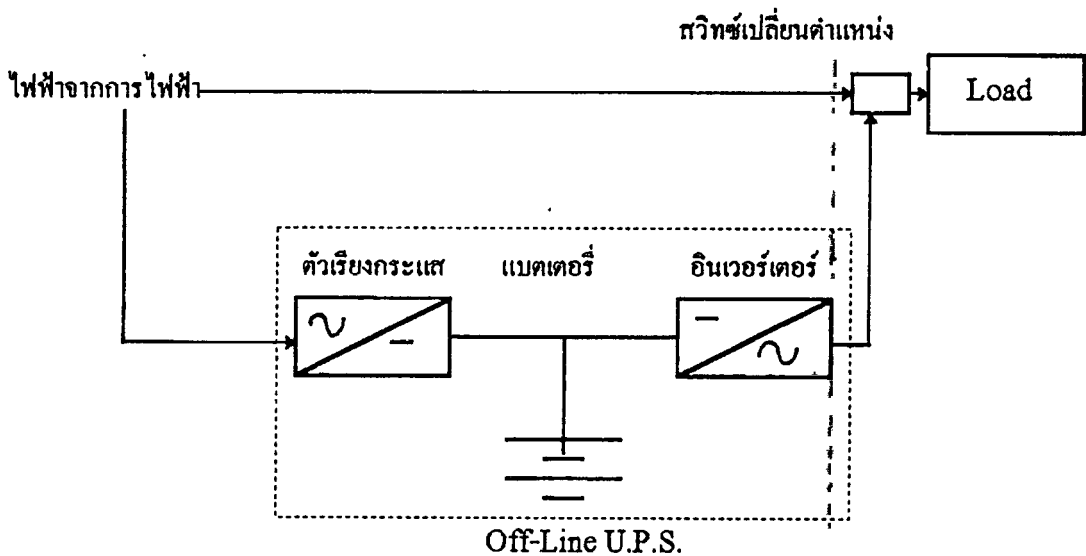 สวิทซ์เปลี่ยนตำแหน่ง
ไฟฟ้าจากการไฟฟ้า
Load
ตัวเรียงกระแส
แบตเตอรี่
อินเวอร์เตอร์
Off-Line U.P.S.